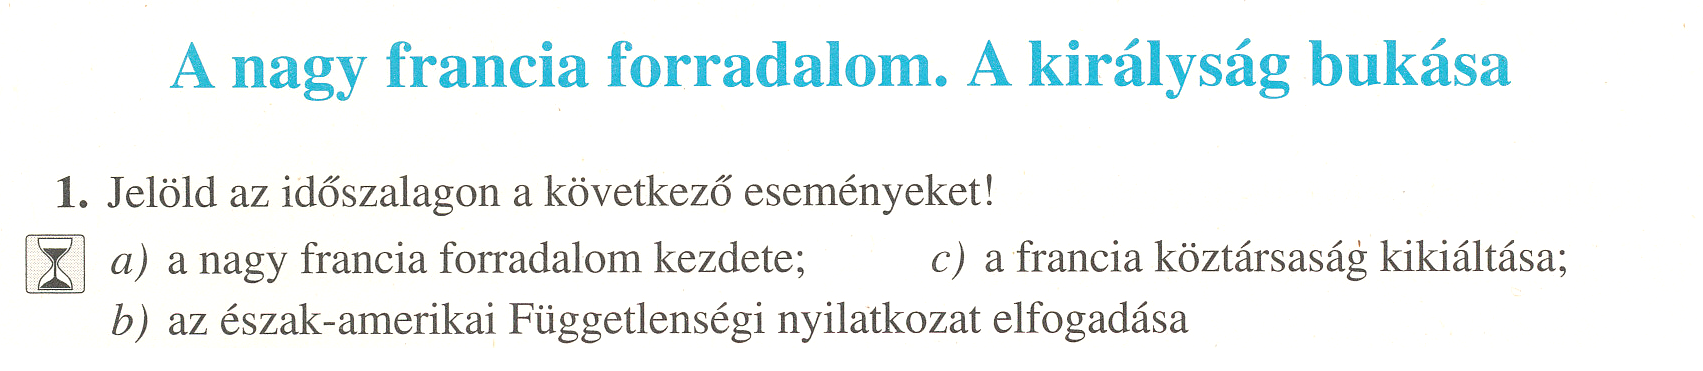 A nagy francia forradalom. A királyság bukása
1. Jelöld az időszalagon a következő eseményeket!
a) a nagy francia forradalom kezdete; c) a francia köztársaság kikiáltása;
b) az észak-amerikai Függetlenségi nyilatkozat elfogadása